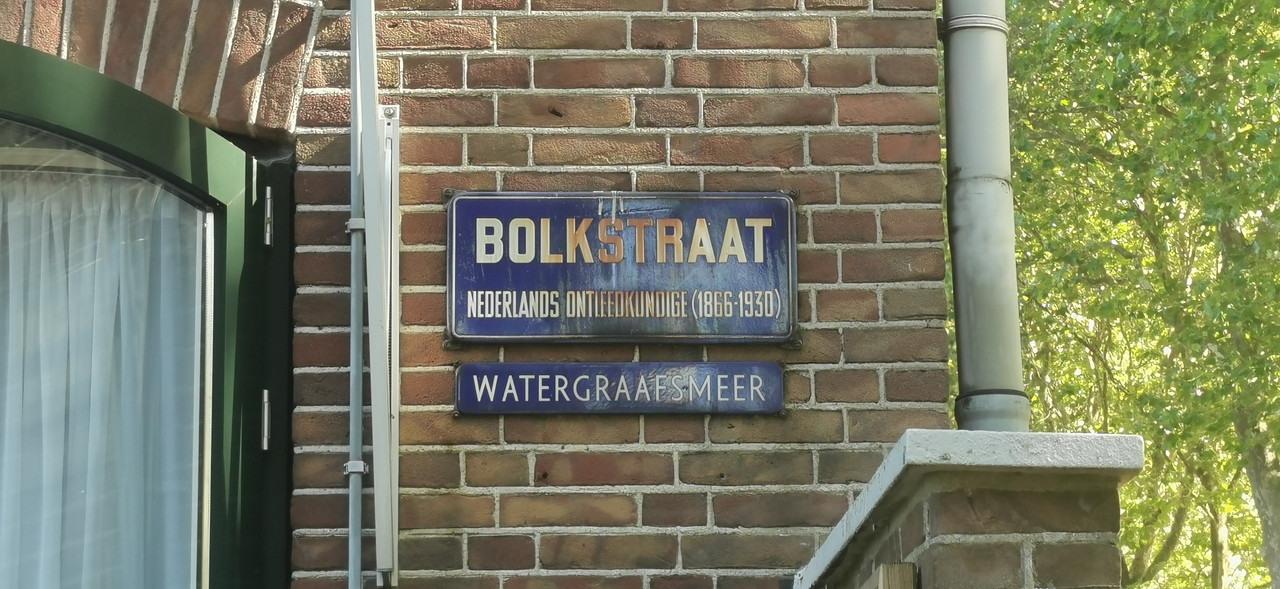 BOLKSTRAAT
NEDERLANDS ONTLEEDKUNDIGE (1866-1930)
WATERGRAAFSMEER